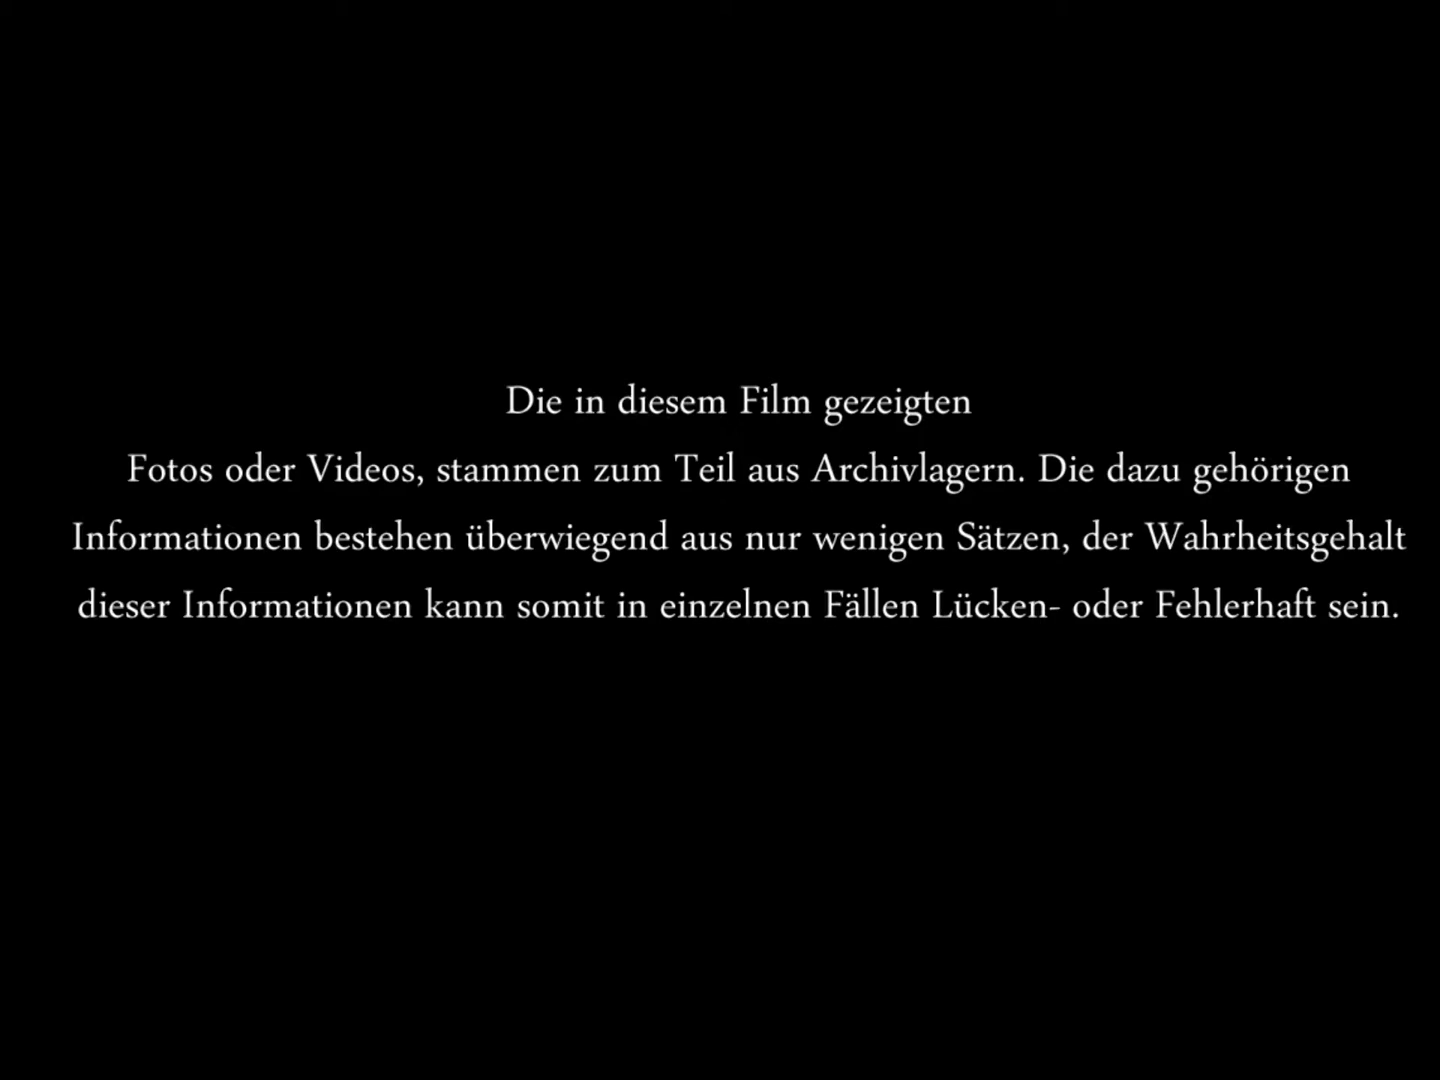 Die in diesem Film gezeigten
Fotos oder Videos, stammen zum Teil aus Archivlagern. Die dazu gehörigen
Informationen bestehen überwiegend aus nur wenigen Sätzen, der Wahrheitsgehalt
dieser Informationen kann somit in einzelnen Fällen Lücken- oder Fehlerhaft sein.